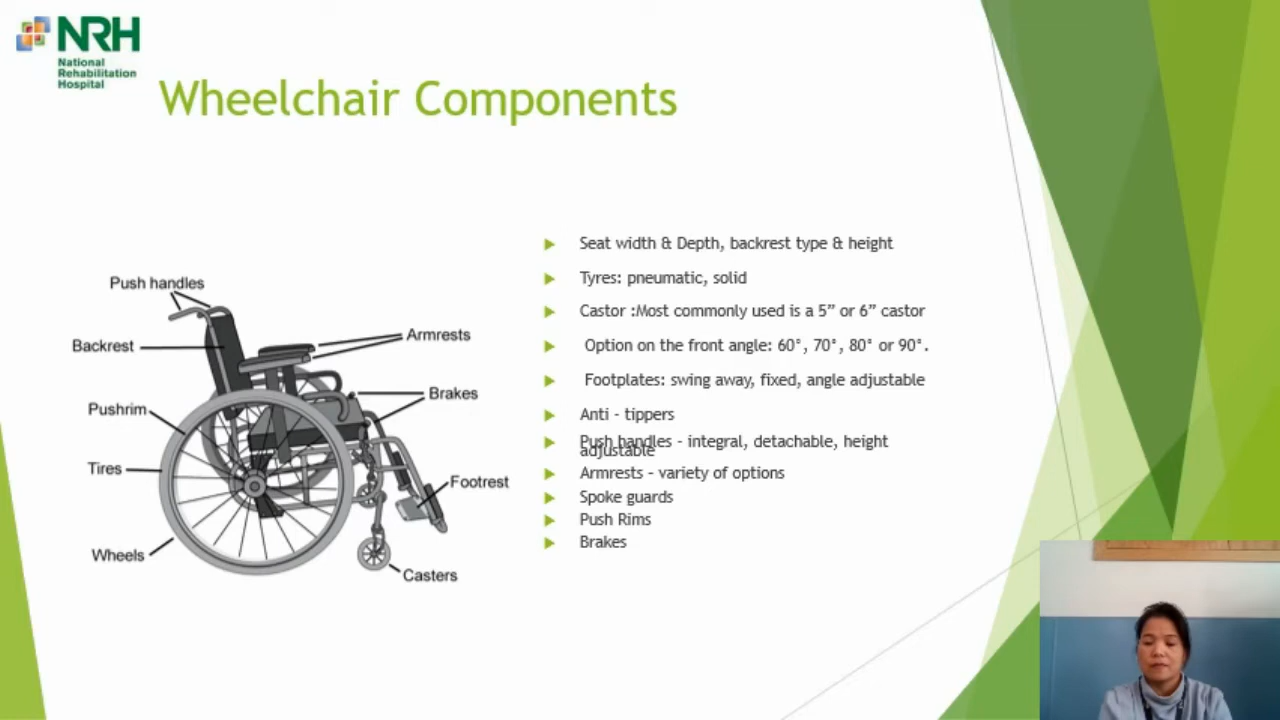 NRH
National
Rehabilitation
Hospital
Wheelchair Components
Push handles
Backrest
Armrests
Brakes
Pushrim
Tires
Footrest
Wheels
Casters
Seat width & Depth, backrest type & height
Tyres: pneumatic, solid
Castor :Most commonly used is a 5” or 6” castor
Option on the front angle: 60°, 70°, 80° or 90°.
Footplates: swing away, fixed, angle adjustable
Anti - tippers
Push handles - integral, detachable, height
adjustable
Armrests – variety of options
Spoke guards
Push Rims
Brakes